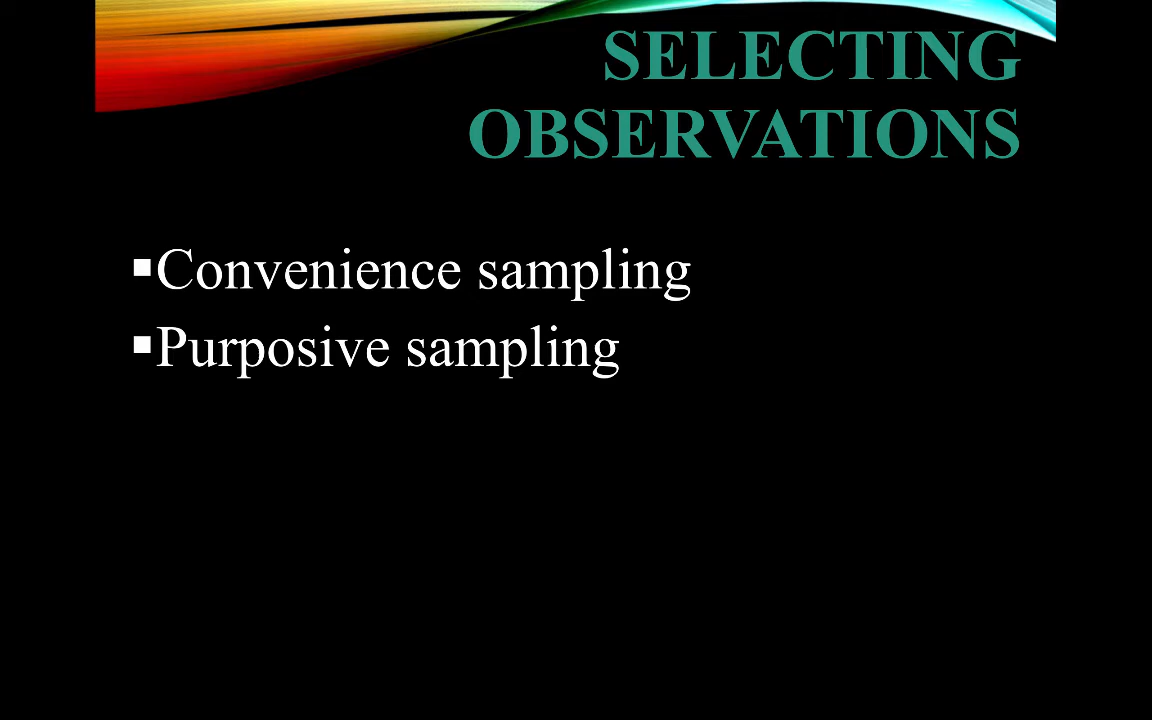 SELECTING
OBSERVATIONS
▪Convenience sampling
▪Purposive sampling